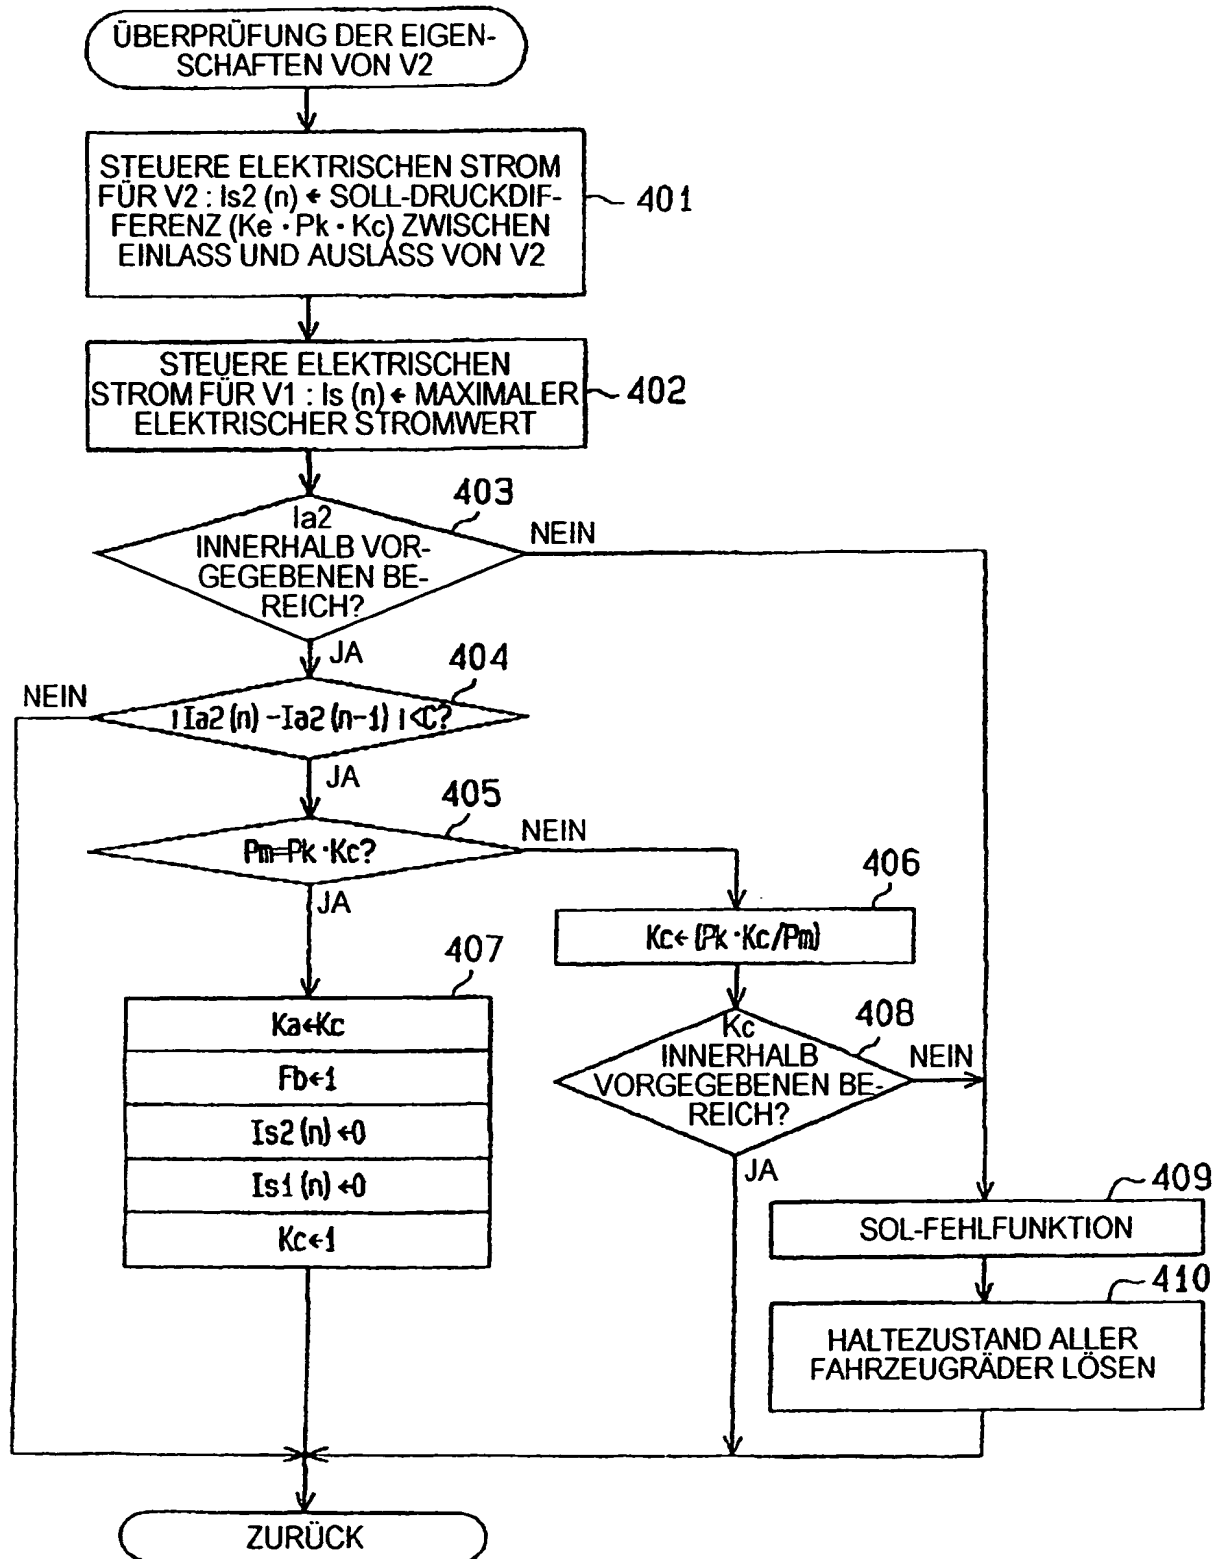 ÜBERPRÜFUNG DER EIGEN-
SCHAFTEN VON V2
STEUERE ELEKTRISCHEN STROM
FÜR V2 : Is2 (n) ← SOLL-DRUCKDIF-
FERENZ (Ke · Pk · Kc) ZWISCHEN
EINLASS UND AUSLASS VON V2
401
STEUERE ELEKTRISCHEN
STROM FÜR V1 : Is (n) ← MAXIMALER
ELEKTRISCHER STROMWERT
402
403
Ia2
INNERHALB VOR-
GEGEBENEN BE-
REICH?
NEIN
JA
404
NEIN
|Ia2 (n) -Ia2 (n-1) | <C?
JA
405
Pm=Pk ·Kc?
NEIN
JA
406
Kc← (Pk ·Kc/Pm)
407
Ka←Kc
Fb←1
Is2 (n) ←0
Is1 (n) ←0
Kc←1
408
Kc
INNERHALB
VORGEGEBENEN BE-
REICH?
NEIN
JA
409
SOL-FEHLFUNKTION
410
HALTEZUSTAND ALLER
FAHRZEUGRÄDER LÖSEN
ZURÜCK